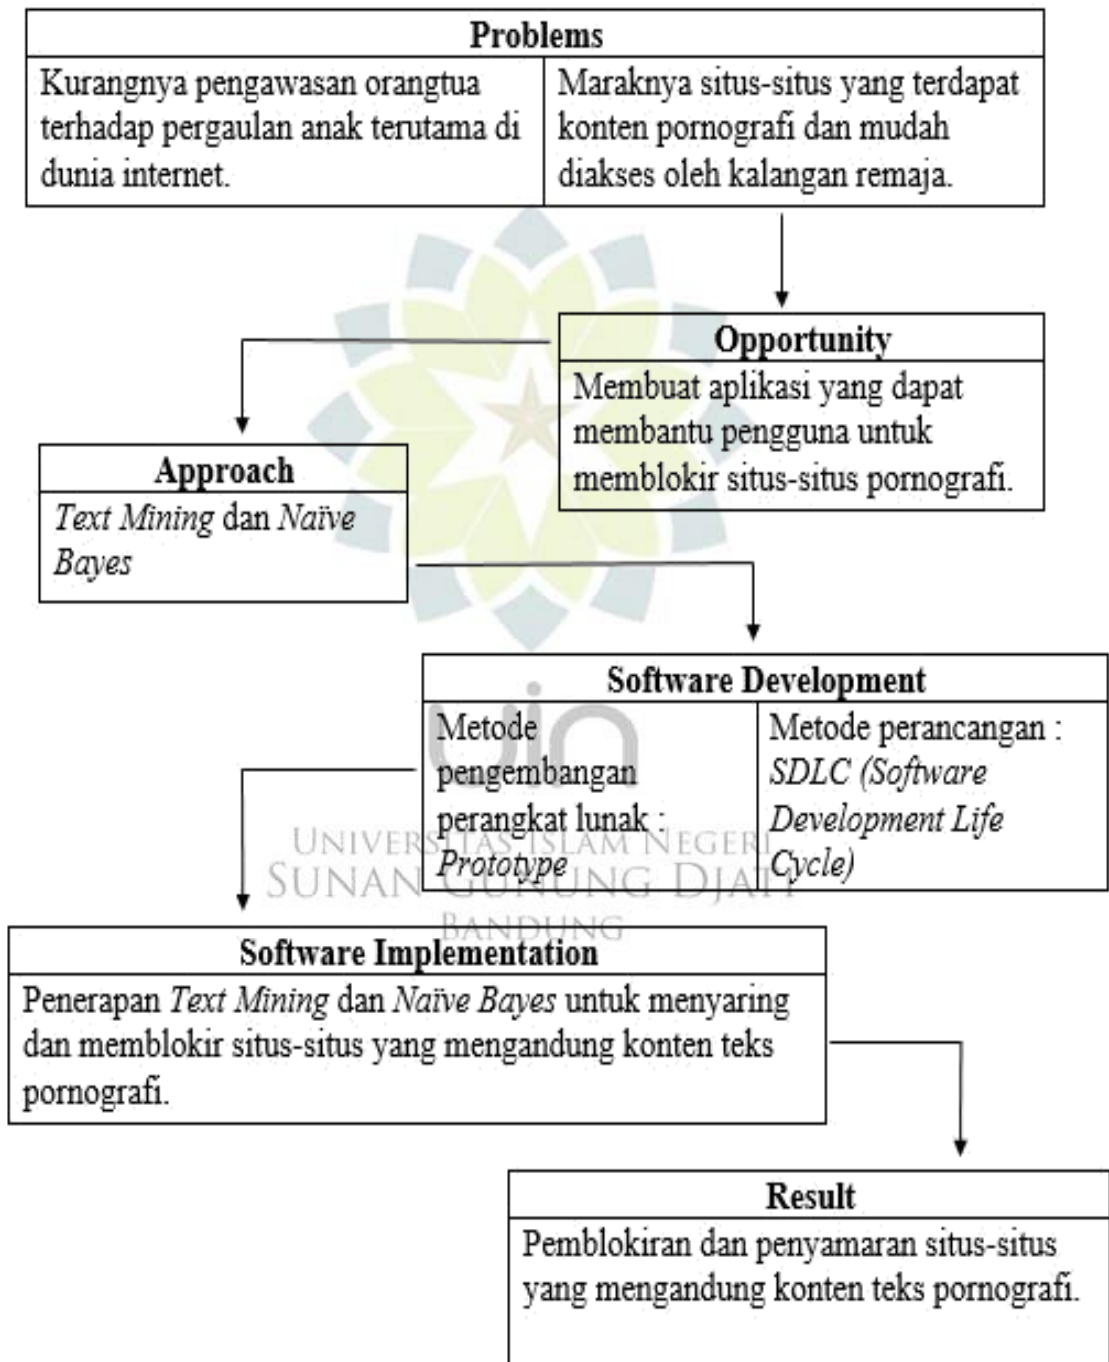 Problems
Kurangnya pengawasan orangtua
terhadap pergaulan anak terutama di
dunia internet.
Maraknya situs-situs yang terdapat
konten pornografi dan mudah
diakses oleh kalangan remaja.
Opportunity
Membuat aplikasi yang dapat
membantu pengguna untuk
memblokir situs-situs pornografi.
Approach
Text Mining dan Naïve
Bayes
Software Development
Metode
pengembangan
perangkat lunak :
Prototype
Metode perancangan :
SDLC (Software
Development Life
Cycle)
uin
UNIVERSITAS ISLAM NEGERI
SUNAN GUNUNG DJATI
BANDUNG
Software Implementation
Penerapan Text Mining dan Naïve Bayes untuk menyaring
dan memblokir situs-situs yang mengandung konten teks
pornografi.
Result
Pemblokiran dan penyamaran situs-situs
yang mengandung konten teks pornografi.